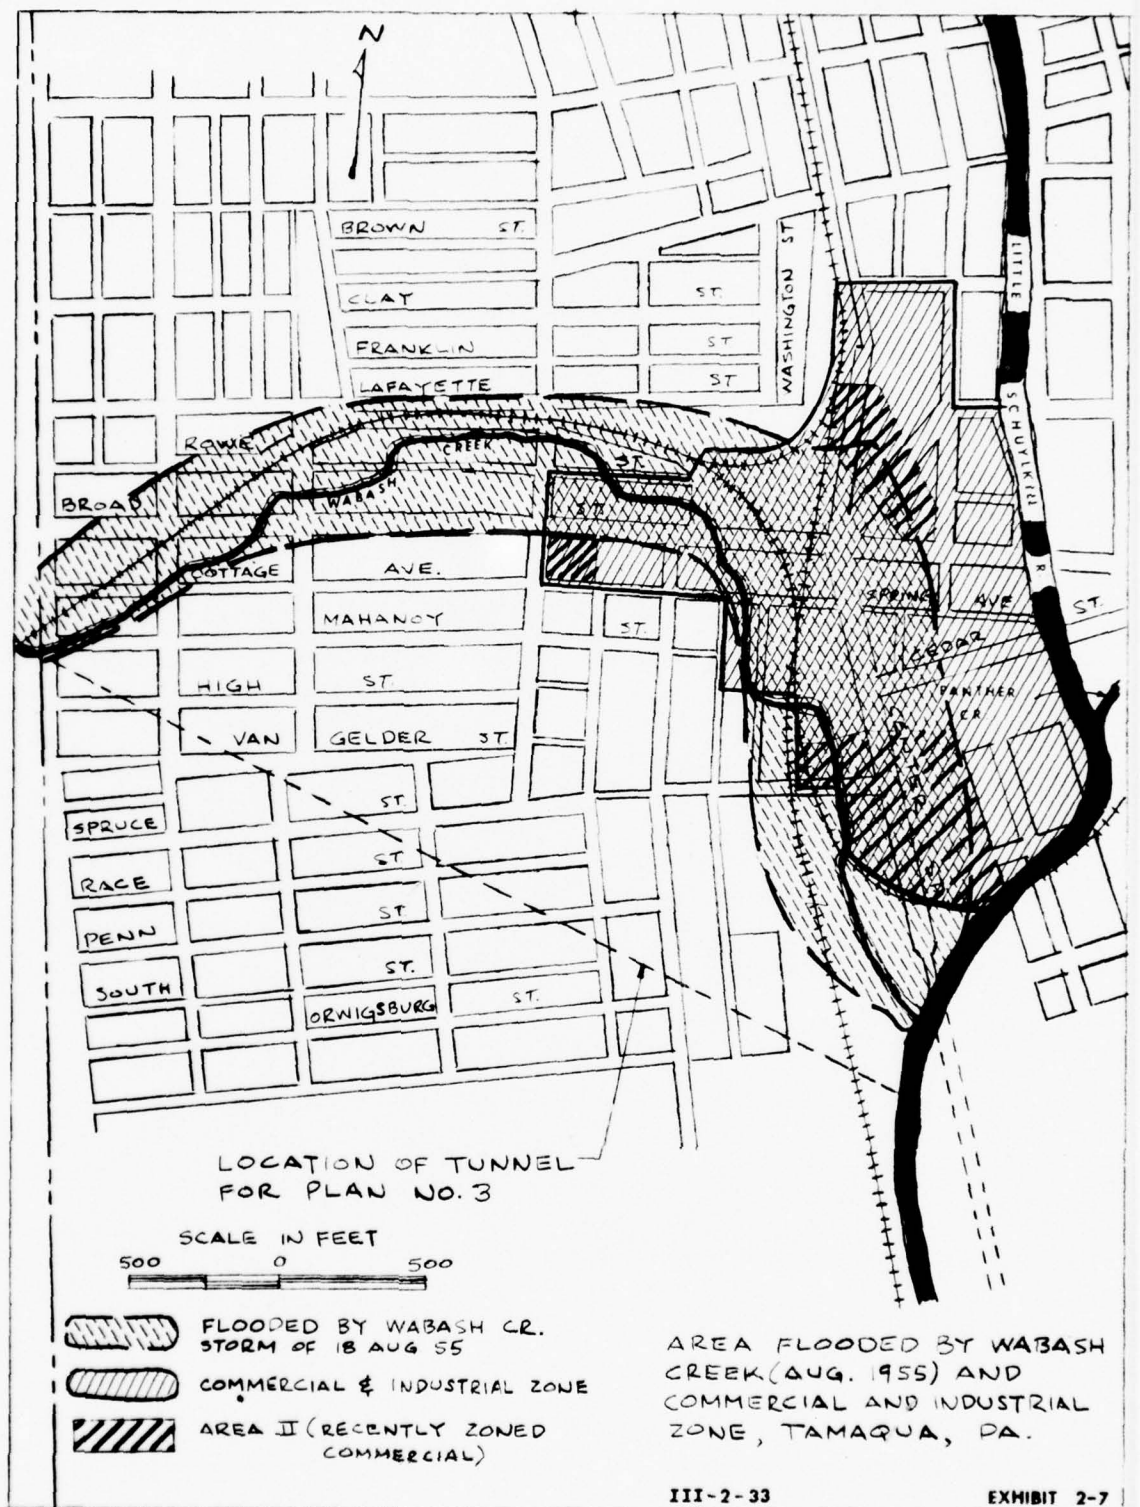 N
BROWN ST.
CLAY ST.
FRANKLIN ST
LAFAYETTE ST
WASHINGTON ST.
LITTLE
SCHUYLKILL
R
ROWE
CREEK
ST.
BROAD
WABASH
ST.
COTTAGE AVE.
SPRING AVE
MAHANOY ST.
CEDAR ST.
HIGH ST.
PANTHER
CR
VAN GELDER ST.
SPRUCE ST.
RACE ST
PENN ST
SOUTH ST.
ORWIGSBURG ST.
LOCATION OF TUNNEL
FOR PLAN NO. 3
SCALE IN FEET
500 0 500
FLOODED BY WABASH CR.
STORM OF 18 AUG 55
COMMERCIAL & INDUSTRIAL ZONE
AREA II (RECENTLY ZONED
COMMERCIAL)
AREA FLOODED BY WABASH
CREEK (AUG. 1955) AND
COMMERCIAL AND INDUSTRIAL
ZONE, TAMAQUA, PA.
III-2-33
EXHIBIT 2-7